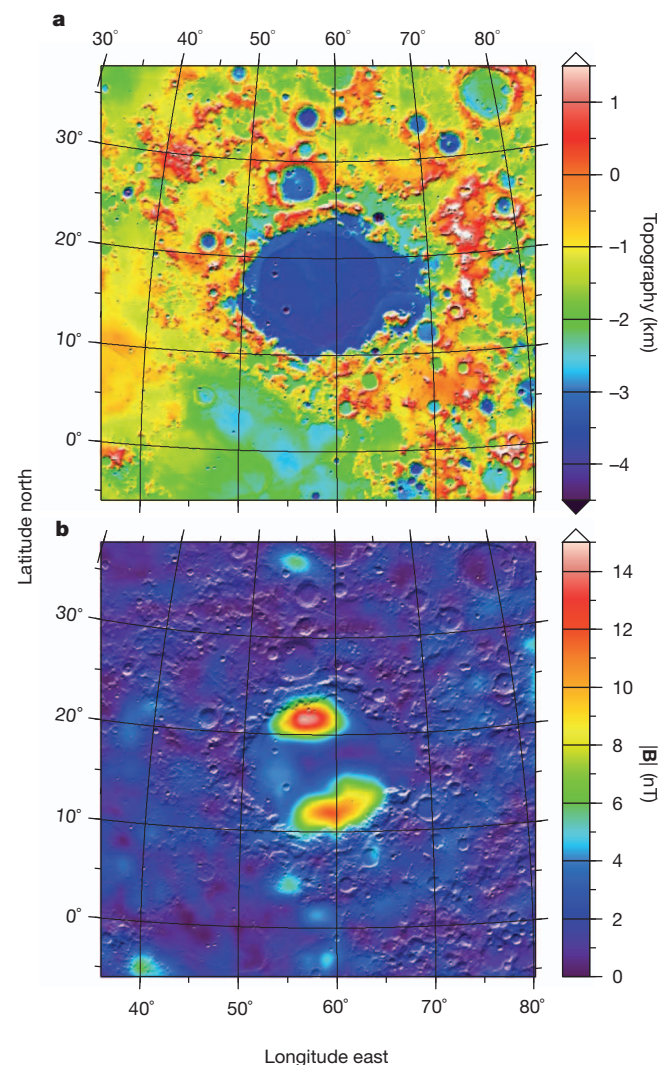 a
30° 40° 50° 60° 70° 80°
30°
20°
10°
0°
1
0
–1
–2
–3
–4
Topography (km)
Latitude north
b
30°
20°
10°
0°
40° 50° 60° 70° 80°
Longitude east
14
12
10
8
6
4
2
0
|B| (nT)